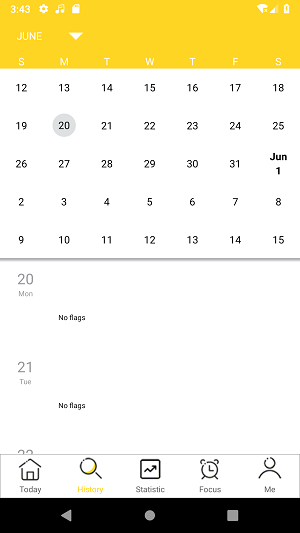 3:43
JUNE
S M T W T F S
12 13 14 15 16 17 18
19 20 21 22 23 24 25
26 27 28 29 30 31 Jun 1
2 3 4 5 6 7 8
9 10 11 12 13 14 15
20
Mon
No flags
21
Tue
No flags
22
Today History Statistic Focus Me